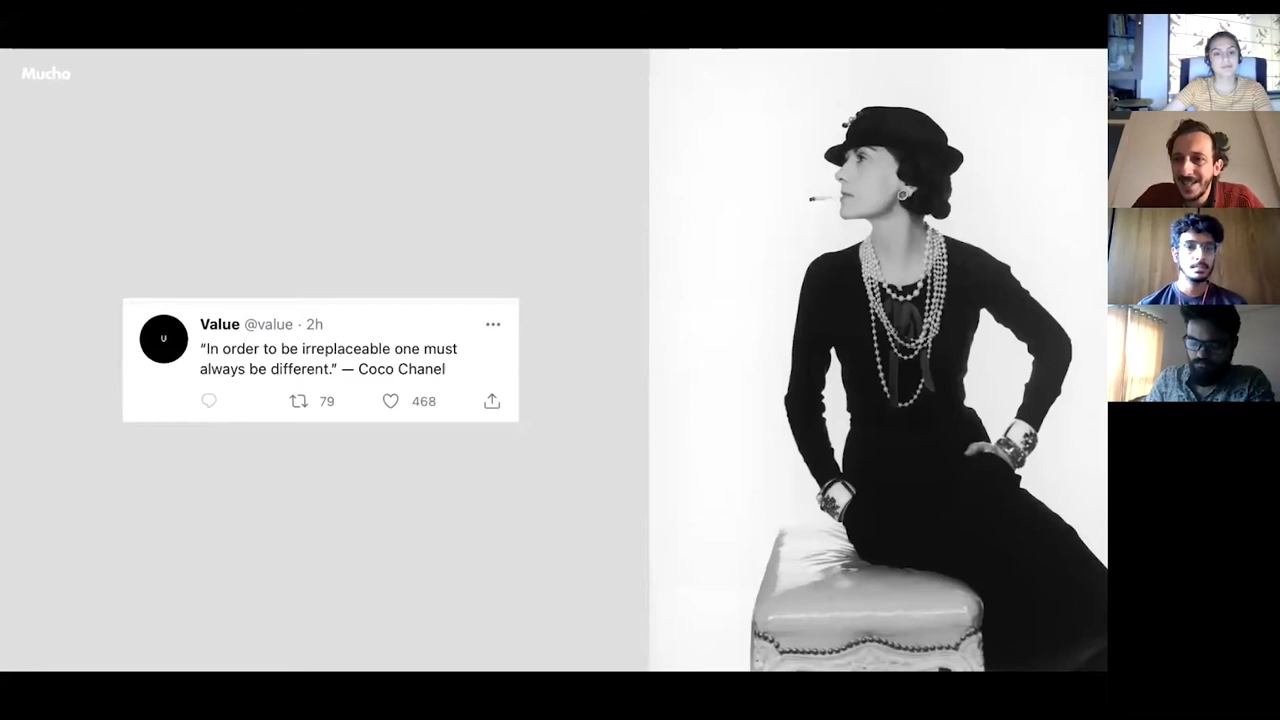 Mucho
Value @value · 2h
“In order to be irreplaceable one must
always be different.” — Coco Chanel
79 468